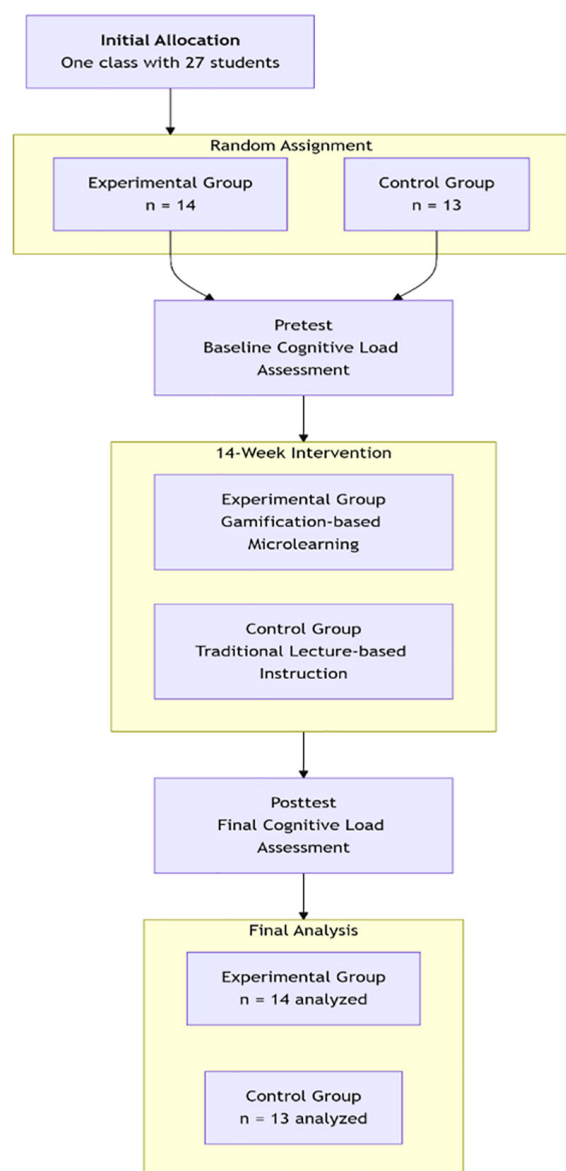 Initial Allocation
One class with 27 students
Random Assignment
Experimental Group
n = 14
Control Group
n = 13
Pretest
Baseline Cognitive Load
Assessment
14-Week Intervention
Experimental Group
Gamification-based
Microlearning
Control Group
Traditional Lecture-based
Instruction
Posttest
Final Cognitive Load
Assessment
Final Analysis
Experimental Group
n = 14 analyzed
Control Group
n = 13 analyzed